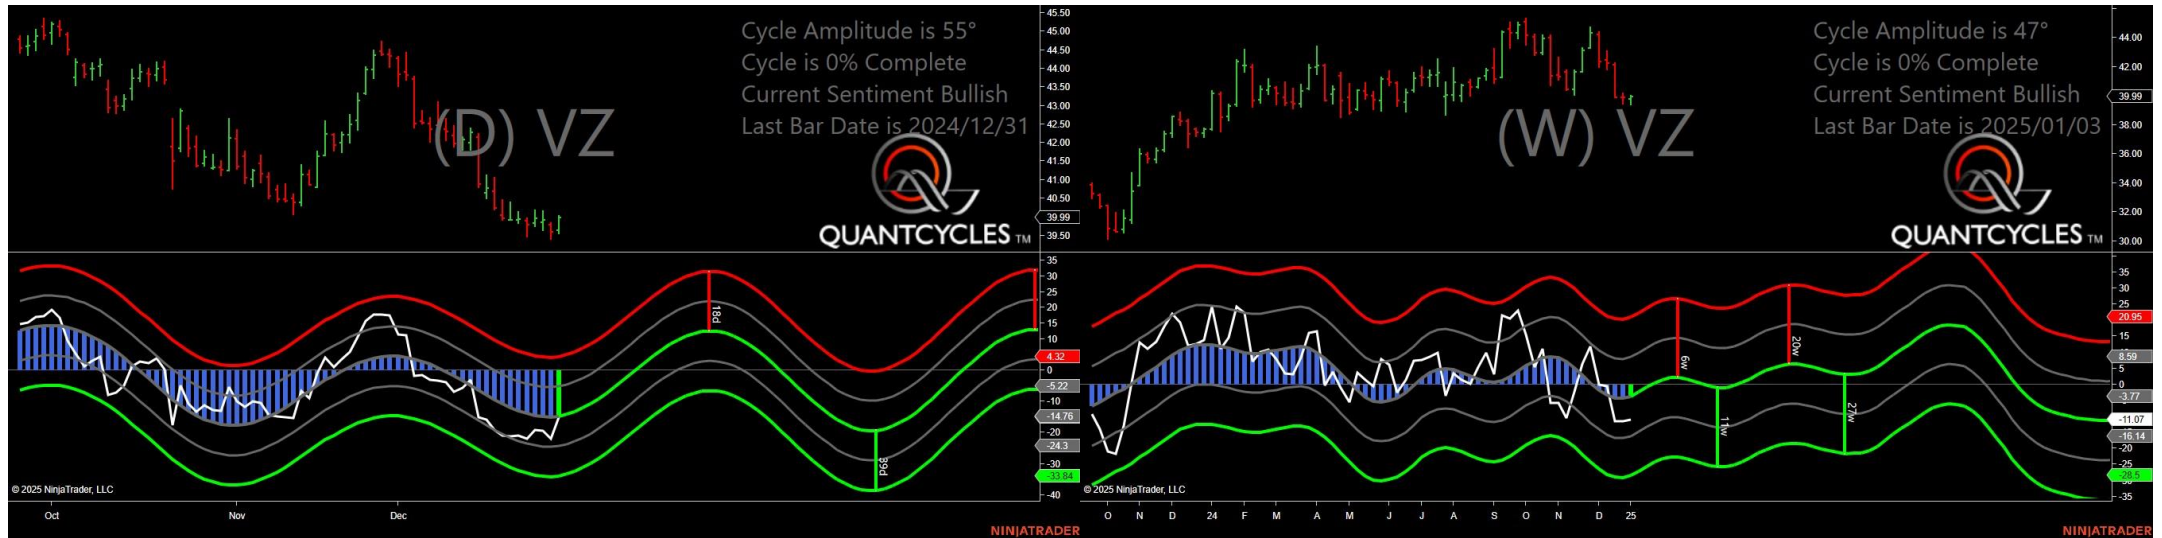 Cycle Amplitude is 55°
Cycle is 0% Complete
Current Sentiment Bullish
Last Bar Date is 2024/12/31
(D) VZ
QUANTCYCLES TM
45.50
45.00
44.50
44.00
43.50
43.00
42.50
42.00
41.50
41.00
40.50
39.99
39.50
35
30
25
20
15
10
4.32
0
-5.22
-10
-14.76
-20
-24.3
-30
-33.84
-40
18d
39d
© 2025 NinjaTrader, LLC
Oct Nov Dec
NINJATRADER
Cycle Amplitude is 47°
Cycle is 0% Complete
Current Sentiment Bullish
Last Bar Date is 2025/01/03
(W) VZ
QUANTCYCLES TM
44.00
42.00
39.99
38.00
36.00
34.00
32.00
30.00
35
30
25
20.95
15
8.59
5
0
-3.77
-11.07
-16.14
-20
-25
-28.5
-35
6w
11w
20w
27w
© 2025 NinjaTrader, LLC
O N D 24 F M A M J J A S O N D 25
NINJATRADER